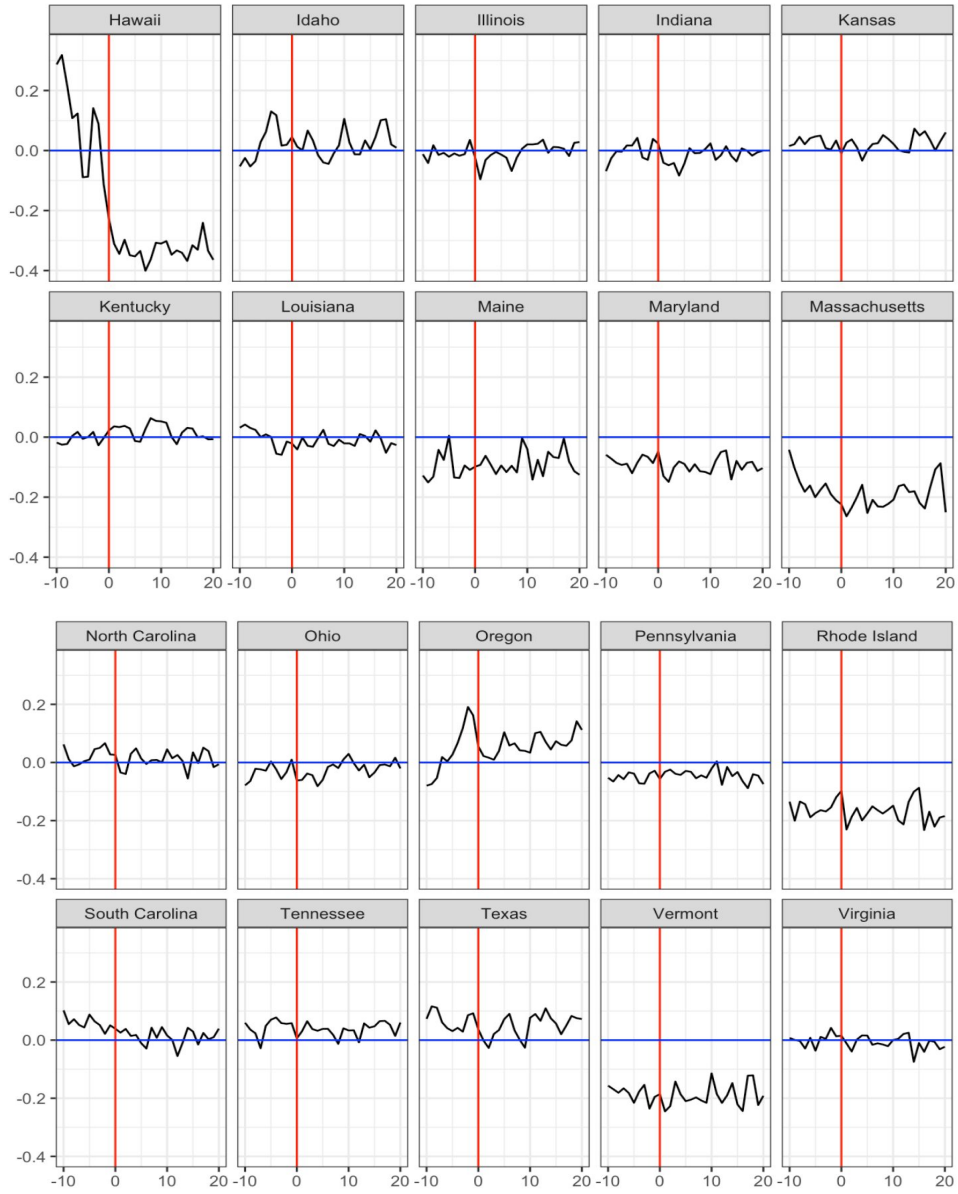 Hawaii Idaho Illinois Indiana Kansas
0.2
0.0
-0.2
-0.4
Kentucky Louisiana Maine Maryland Massachusetts
0.2
0.0
-0.2
-0.4
-10 0 10 20 -10 0 10 20 -10 0 10 20 -10 0 10 20 -10 0 10 20
North Carolina Ohio Oregon Pennsylvania Rhode Island
0.2
0.0
-0.2
-0.4
South Carolina Tennessee Texas Vermont Virginia
0.2
0.0
-0.2
-0.4
-10 0 10 20 -10 0 10 20 -10 0 10 20 -10 0 10 20 -10 0 10 20